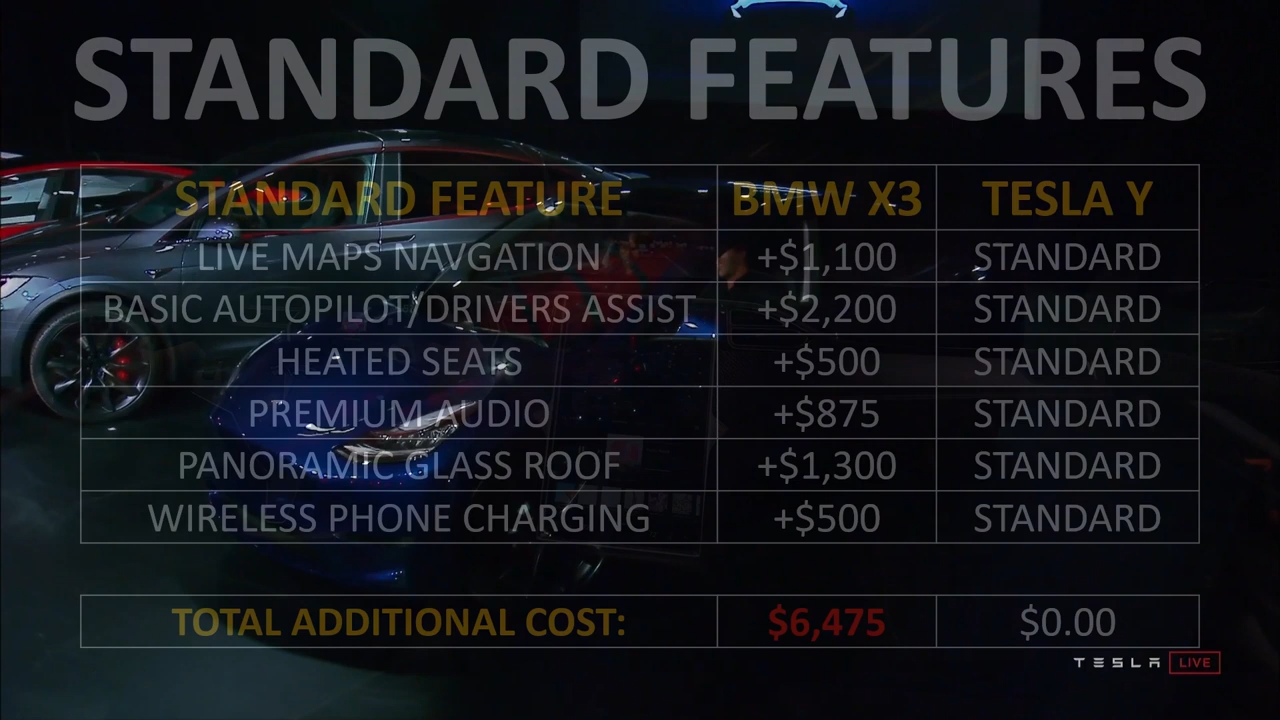 STANDARD FEATURES
STANDARD FEATURE BMW X3 TESLA Y
LIVE MAPS NAVGATION +$1,100 STANDARD
BASIC AUTOPILOT/DRIVERS ASSIST +$2,200 STANDARD
HEATED SEATS +$500 STANDARD
PREMIUM AUDIO +$875 STANDARD
PANORAMIC GLASS ROOF +$1,300 STANDARD
WIRELESS PHONE CHARGING +$500 STANDARD
TOTAL ADDITIONAL COST: $6,475 $0.00
TESLA LIVE